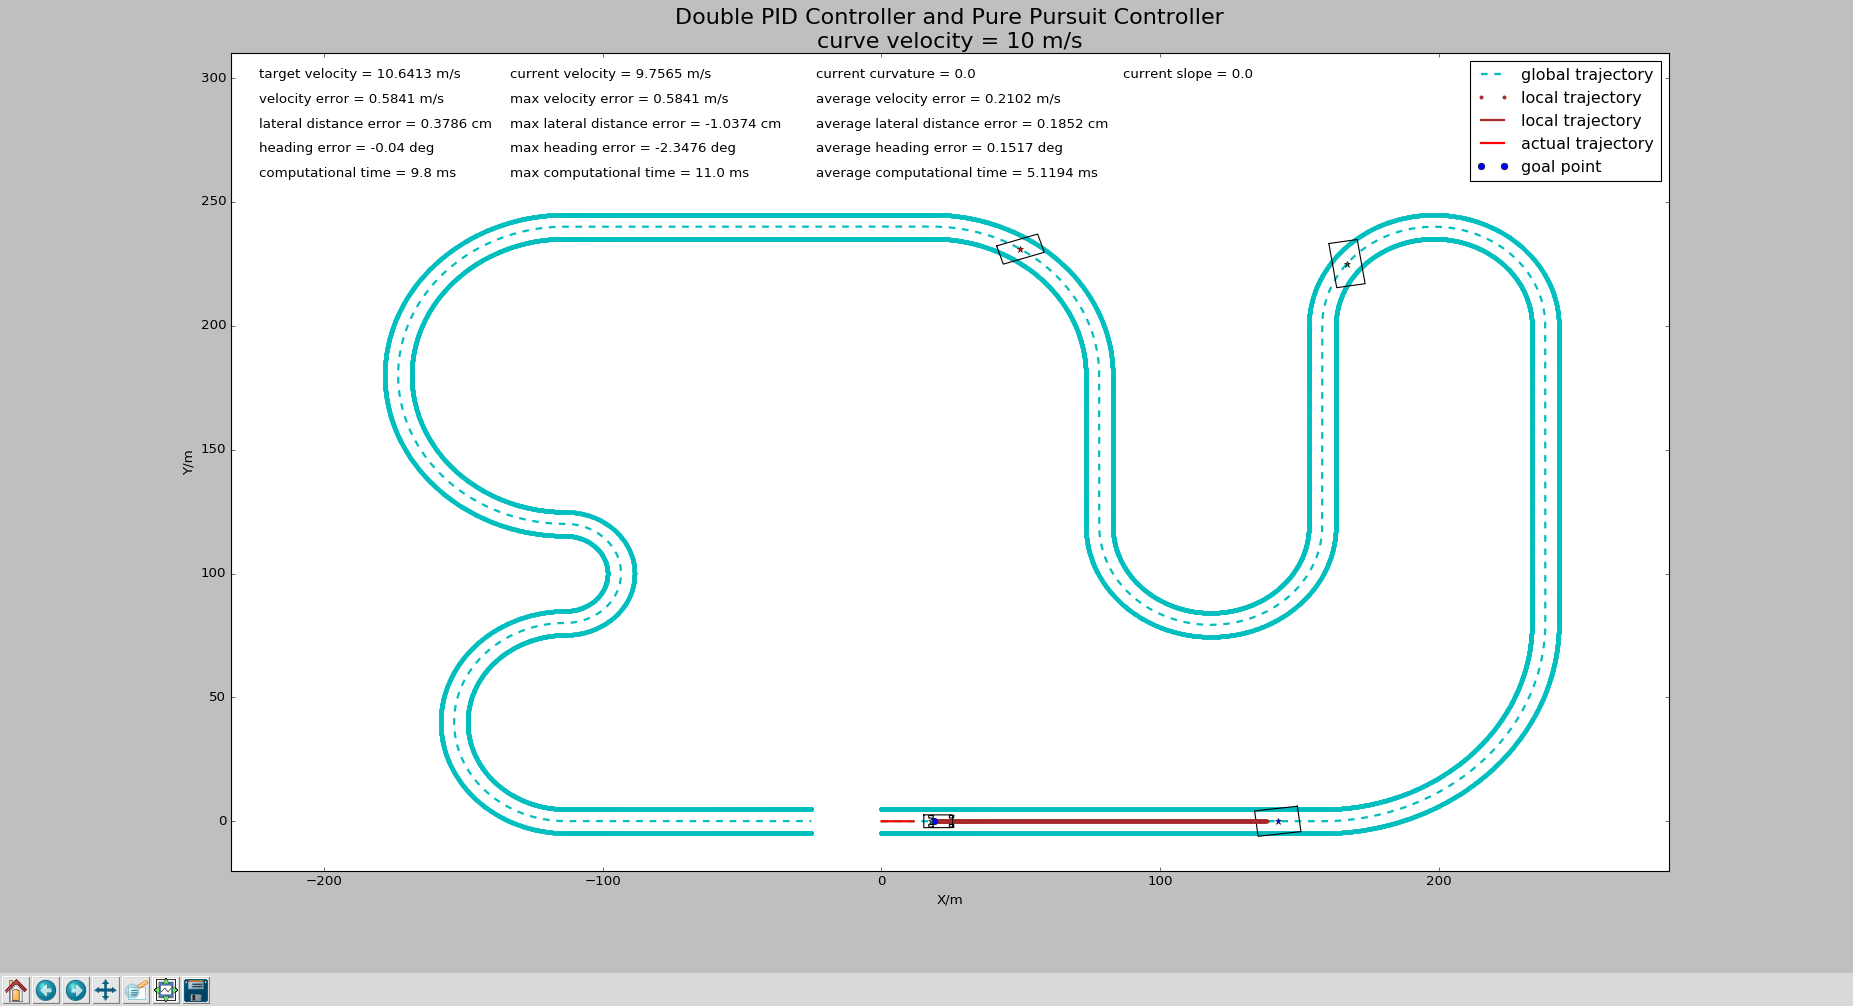 Double PID Controller and Pure Pursuit Controller
curve velocity = 10 m/s
target velocity = 10.6413 m/s
current velocity = 9.7565 m/s
current curvature = 0.0
current slope = 0.0
velocity error = 0.5841 m/s
max velocity error = 0.5841 m/s
average velocity error = 0.2102 m/s
lateral distance error = 0.3786 cm
max lateral distance error = -1.0374 cm
average lateral distance error = 0.1852 cm
heading error = -0.04 deg
max heading error = -2.3476 deg
average heading error = 0.1517 deg
computational time = 9.8 ms
max computational time = 11.0 ms
average computational time = 5.1194 ms
global trajectory
local trajectory
local trajectory
actual trajectory
goal point
300
250
200
150
100
50
0
Y/m
−200
−100
0
100
200
X/m